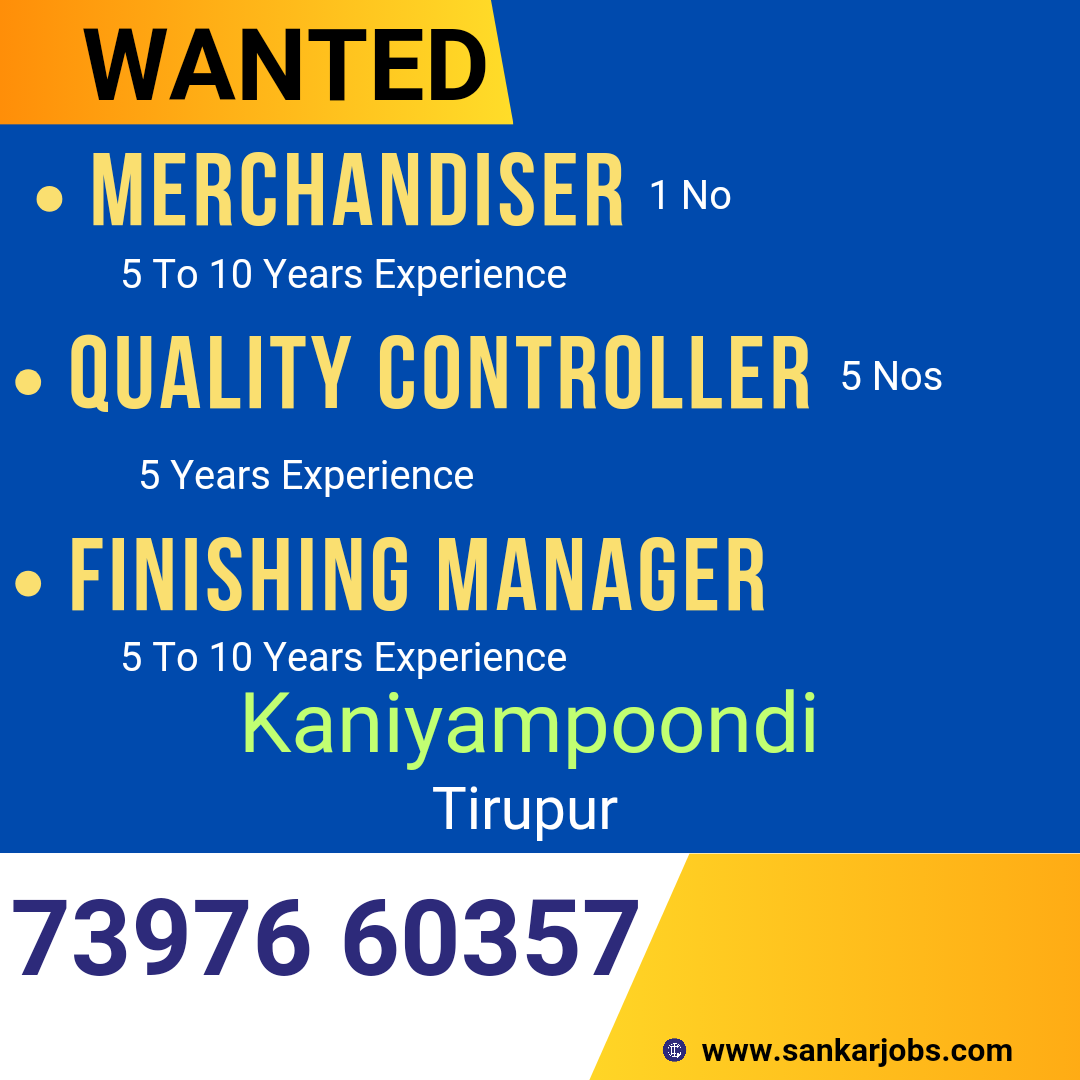 WANTED
• MERCHANDISER 1 No
5 To 10 Years Experience
• QUALITY CONTROLLER 5 Nos
5 Years Experience
• FINISHING MANAGER
5 To 10 Years Experience
Kaniyampoondi
Tirupur
73976 60357
www.sankarjobs.com